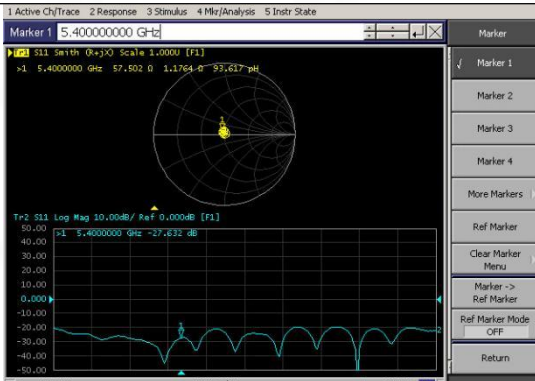 1 Active Ch/Trace 2 Response 3 Stimulus 4 Mkr/Analysis 5 Instr State
Marker 1 5.400000000 GHz
Tr1 S11 Smith (R+jX) Scale 1.000U [F1]
>1 5.4000000 GHz 57.502 Ω 1.1764 Ω 93.617 pH
1
Tr2 S11 Log Mag 10.00dB/ Ref 0.000dB [F1]
50.00
>1 5.4000000 GHz -27.632 dB
40.00
30.00
20.00
10.00
0.000
-10.00
-20.00
1
2
-30.00
-40.00
-50.00
Marker
√ Marker 1
Marker 2
Marker 3
Marker 4
More Markers
Ref Marker
Clear Marker
Menu
Marker ->
Ref Marker
Ref Marker Mode
OFF
Return